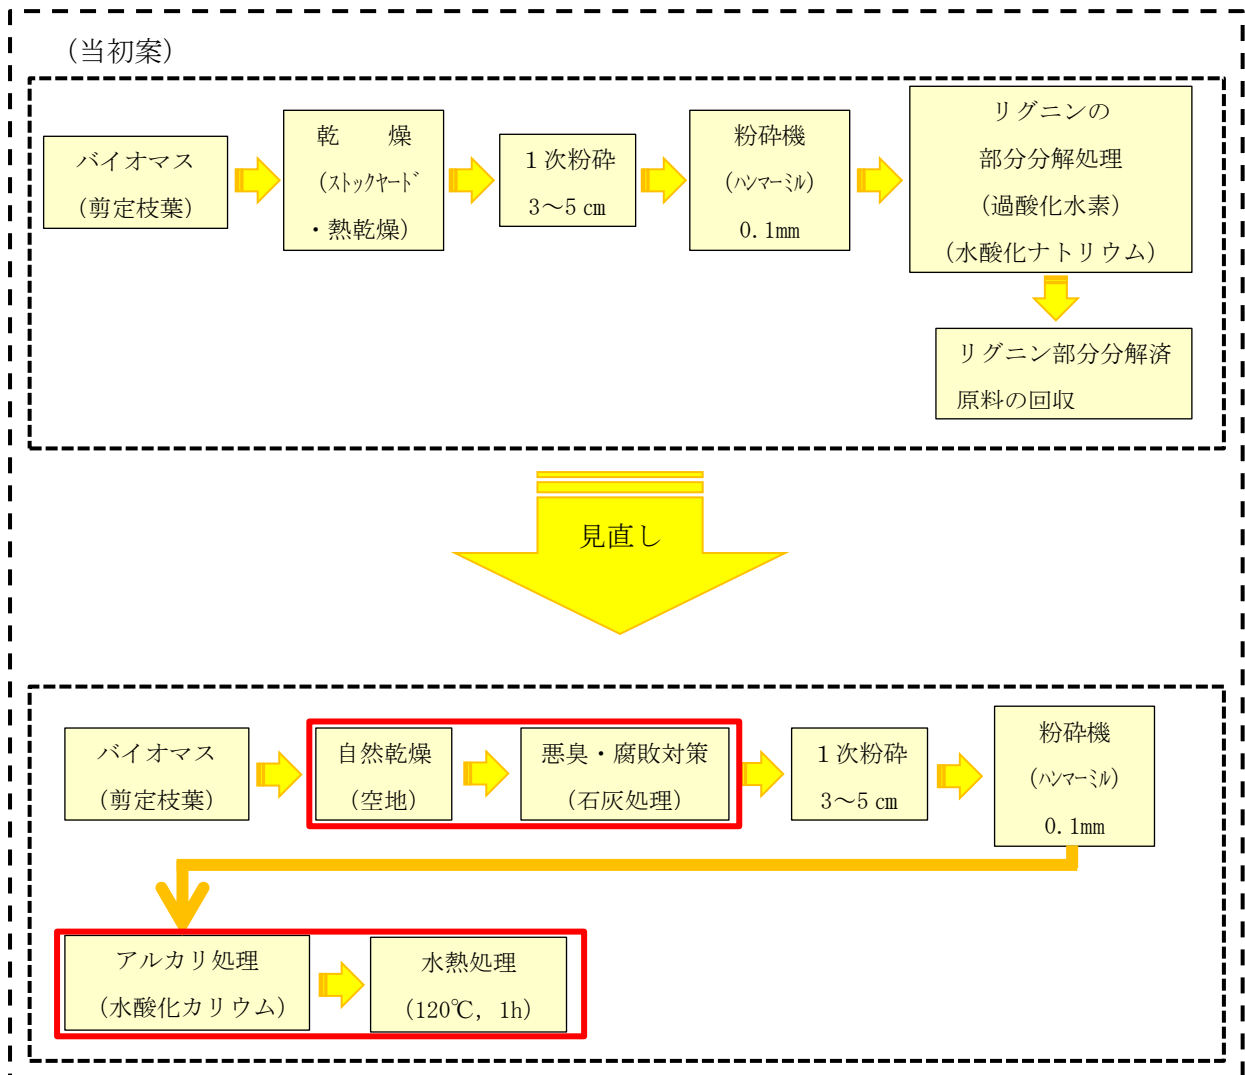 （当初案）
バイオマス
（剪定枝葉）
乾　燥
（ｽﾄｯｸﾔｰﾄﾞ
・熱乾燥）
１次粉砕
3～5 cm
粉砕機
（ﾊﾝﾏｰﾐﾙ）
0.1mm
リグニンの
部分分解処理
（過酸化水素）
（水酸化ナトリウム）
リグニン部分分解済
原料の回収
見直し
バイオマス
（剪定枝葉）
自然乾燥
（空地）
悪臭・腐敗対策
（石灰処理）
１次粉砕
3～5 cm
粉砕機
（ﾊﾝﾏｰﾐﾙ）
0.1mm
アルカリ処理
（水酸化カリウム）
水熱処理
（120℃, 1h）